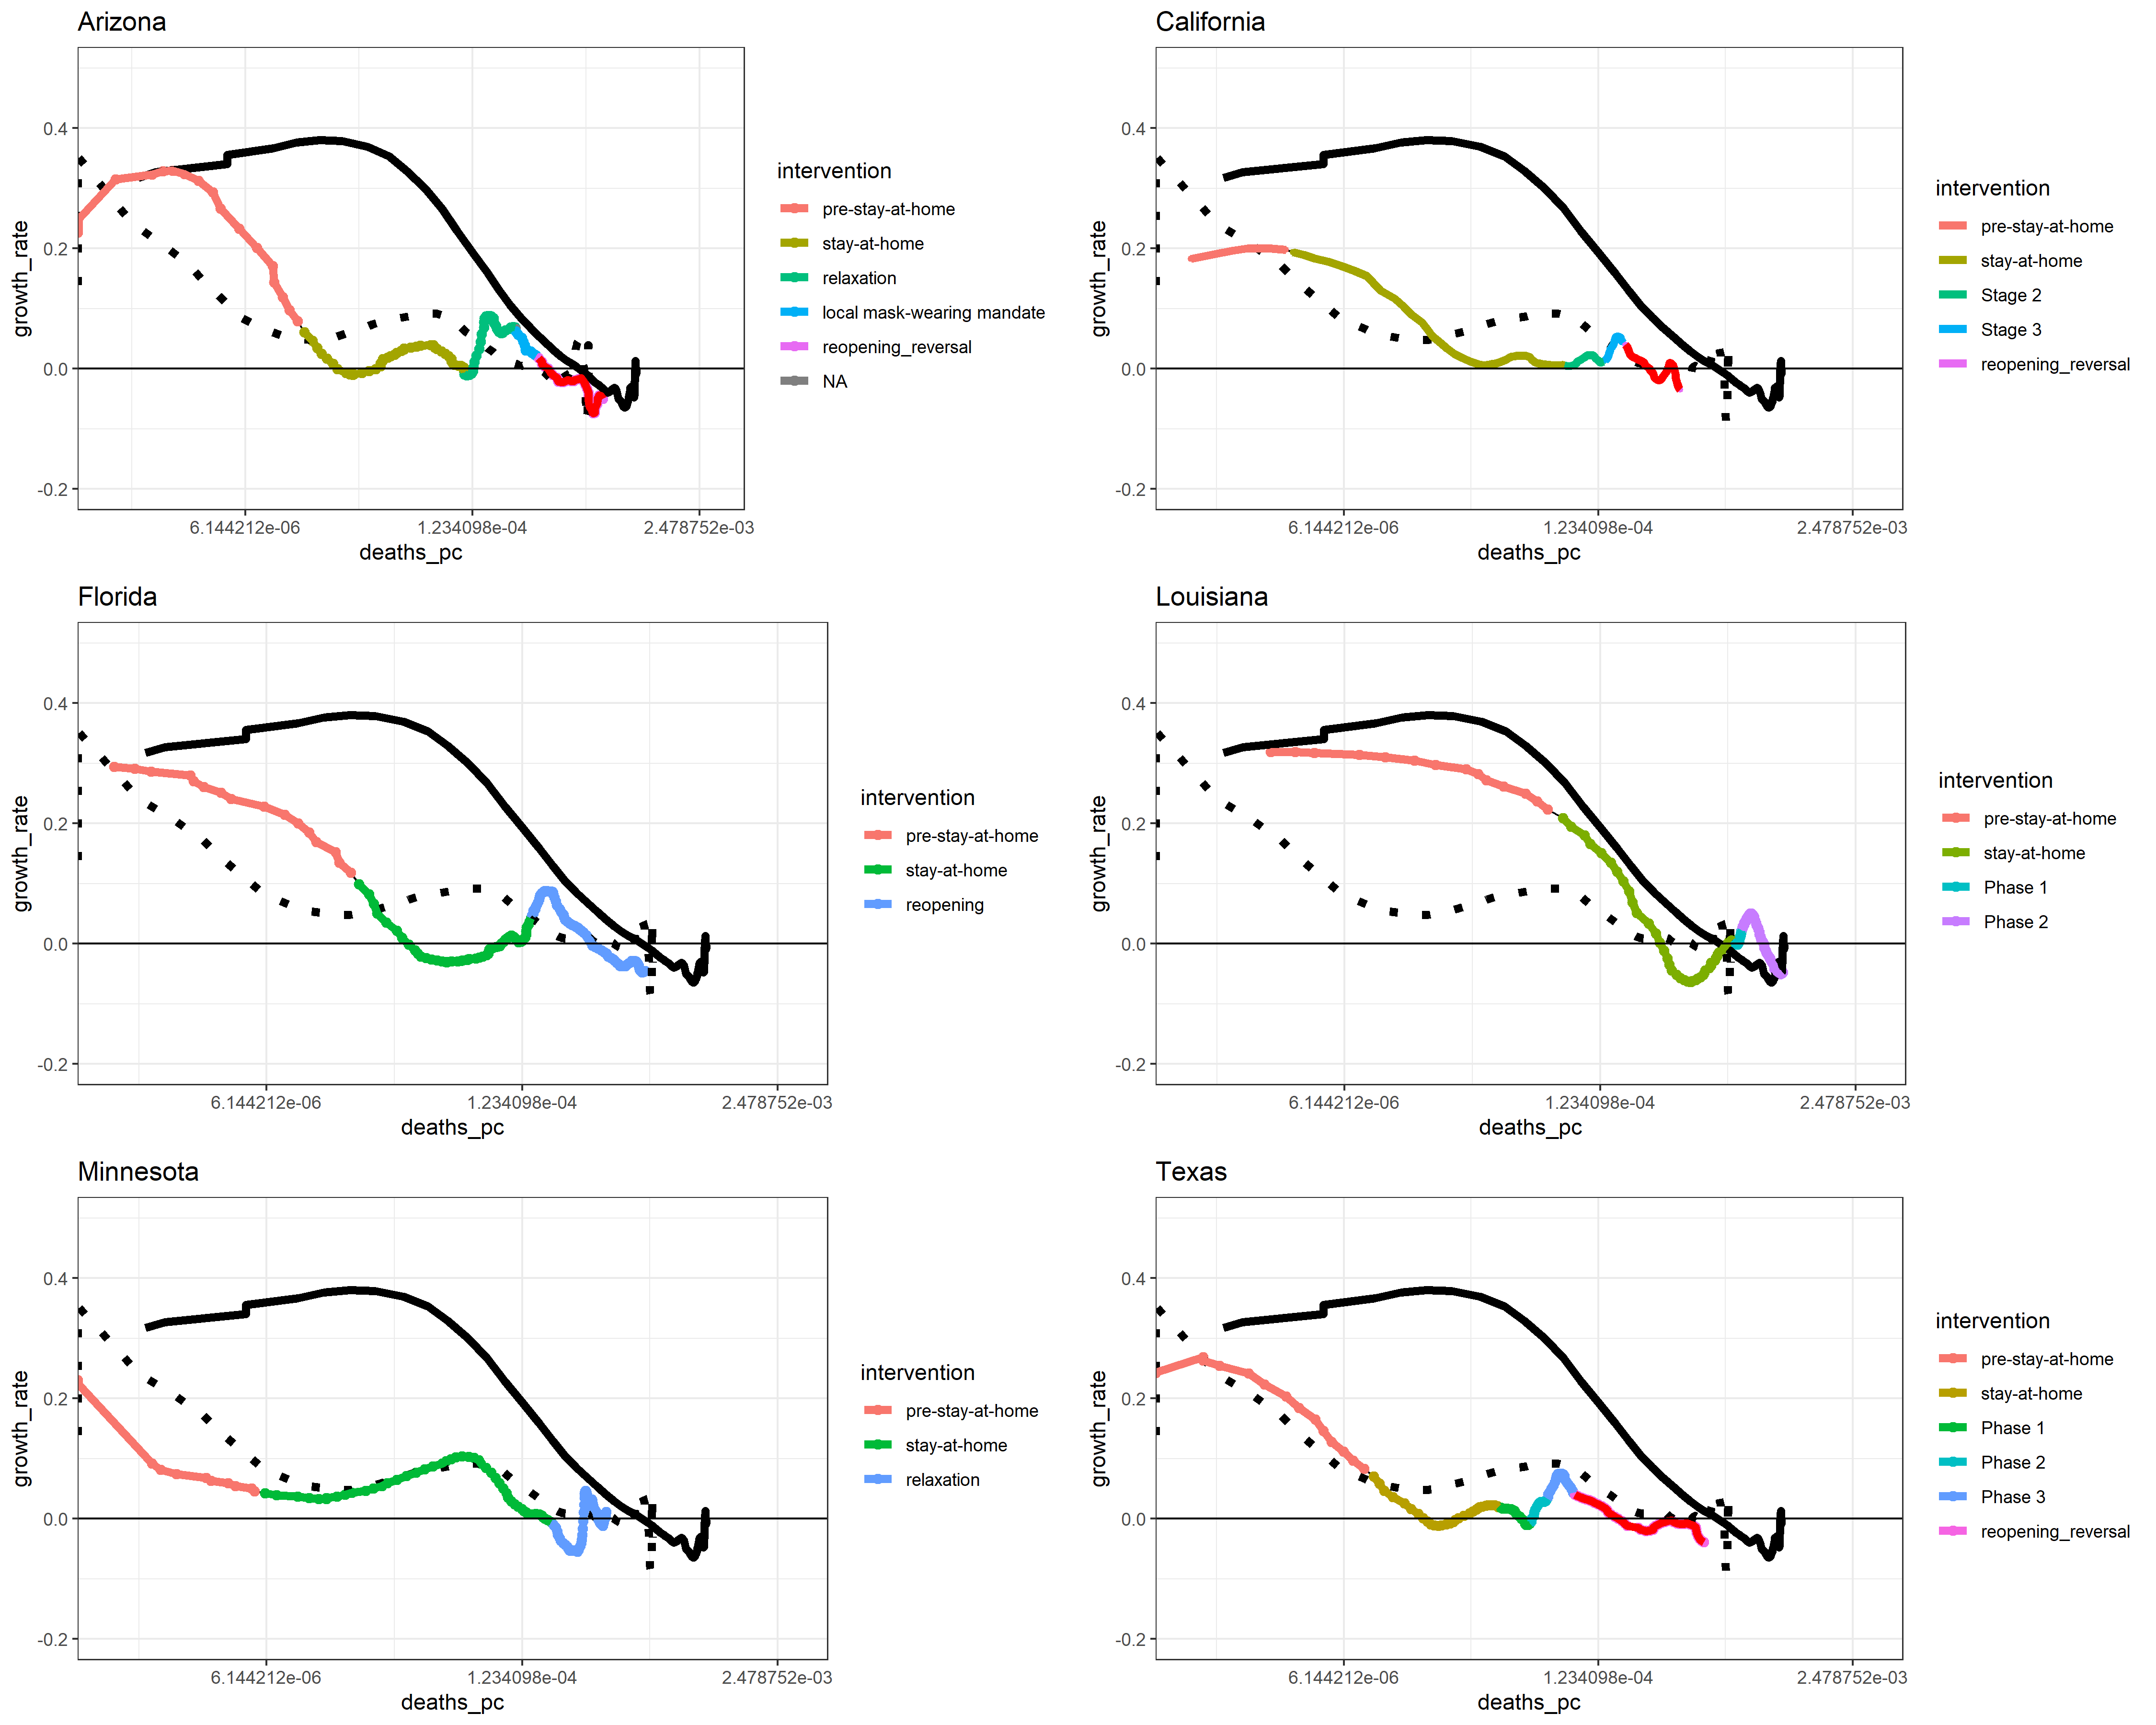 Arizona
growth_rate
0.4
0.2
0.0
-0.2
6.144212e-06
1.234098e-04
2.478752e-03
deaths_pc
intervention
pre-stay-at-home
stay-at-home
relaxation
local mask-wearing mandate
reopening_reversal
NA
California
growth_rate
0.4
0.2
0.0
-0.2
6.144212e-06
1.234098e-04
2.478752e-03
deaths_pc
intervention
pre-stay-at-home
stay-at-home
Stage 2
Stage 3
reopening_reversal
Florida
growth_rate
0.4
0.2
0.0
-0.2
6.144212e-06
1.234098e-04
2.478752e-03
deaths_pc
intervention
pre-stay-at-home
stay-at-home
reopening
Louisiana
growth_rate
0.4
0.2
0.0
-0.2
6.144212e-06
1.234098e-04
2.478752e-03
deaths_pc
intervention
pre-stay-at-home
stay-at-home
Phase 1
Phase 2
Minnesota
growth_rate
0.4
0.2
0.0
-0.2
6.144212e-06
1.234098e-04
2.478752e-03
deaths_pc
intervention
pre-stay-at-home
stay-at-home
relaxation
Texas
growth_rate
0.4
0.2
0.0
-0.2
6.144212e-06
1.234098e-04
2.478752e-03
deaths_pc
intervention
pre-stay-at-home
stay-at-home
Phase 1
Phase 2
Phase 3
reopening_reversal